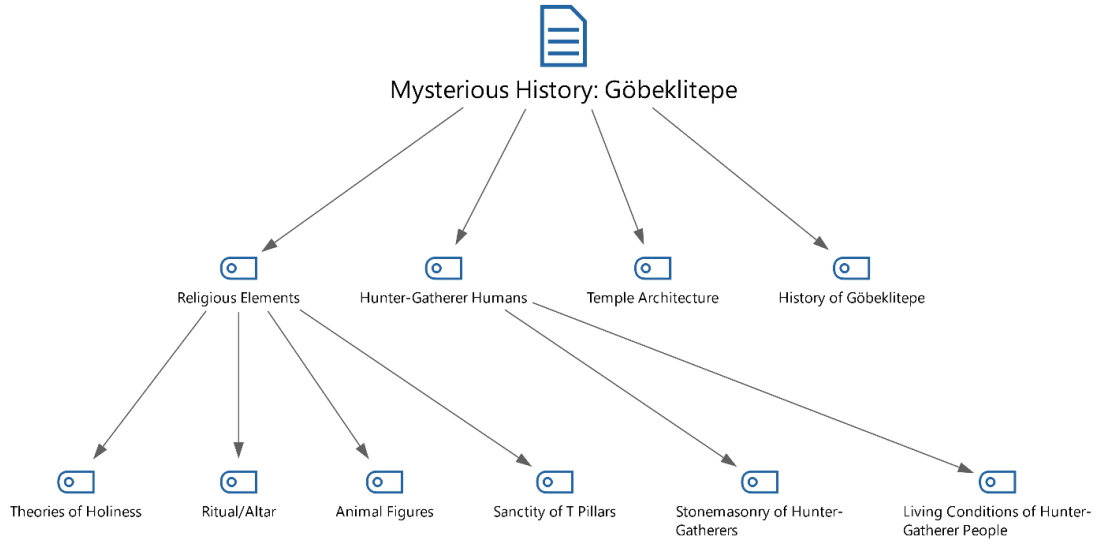 Mysterious History: Göbeklitepe
Religious Elements
Hunter-Gatherer Humans
Temple Architecture
History of Göbeklitepe
Theories of Holiness
Ritual/Altar
Animal Figures
Sanctity of T Pillars
Stonemasonry of Hunter-
Gatherers
Living Conditions of Hunter-
Gatherer People